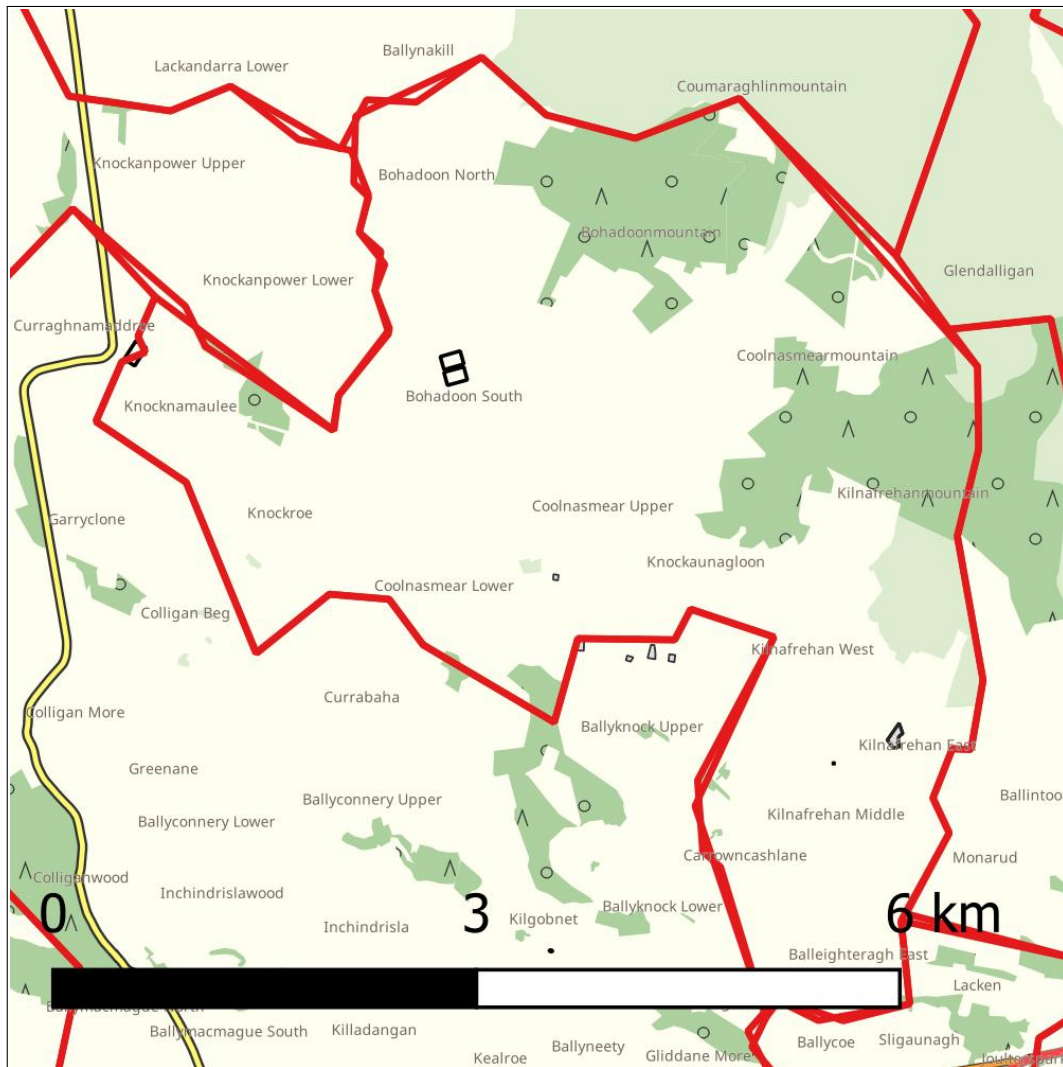 Ballynakill
Lackandarra Lower
Coumaraghlinmountain
Knockanpower Upper
Bohadoon North
Bohadoonmountain
Glendalligan
Knockanpower Lower
Curraghnamaddree
Coolnasmearmountain
Bohadoon South
Knocknamaulee
Kilnafrehanmountain
Coolnasmear Upper
Knockroe
Garryclone
Knockaunagloon
Coolnasmear Lower
Colligan Beg
Kilnafrehan West
Currabaha
Colligan More
Ballyknock Upper
Kilnafrehan East
Greenane
Ballintoo
Ballyconnery Upper
Kilnafrehan Middle
Ballyconnery Lower
Carrowncashlane
Monarud
Colliganwood
Inchindrislawood
Ballyknock Lower
0 3 6 km
Kilgobnet
Inchindrisla
Balleighteragh East
Lacken
Ballymacmague North
Ballymacmague South
Killadangan
Sligaunagh
Ballycoe
Ballyneety
Gliddane More
Kealroe